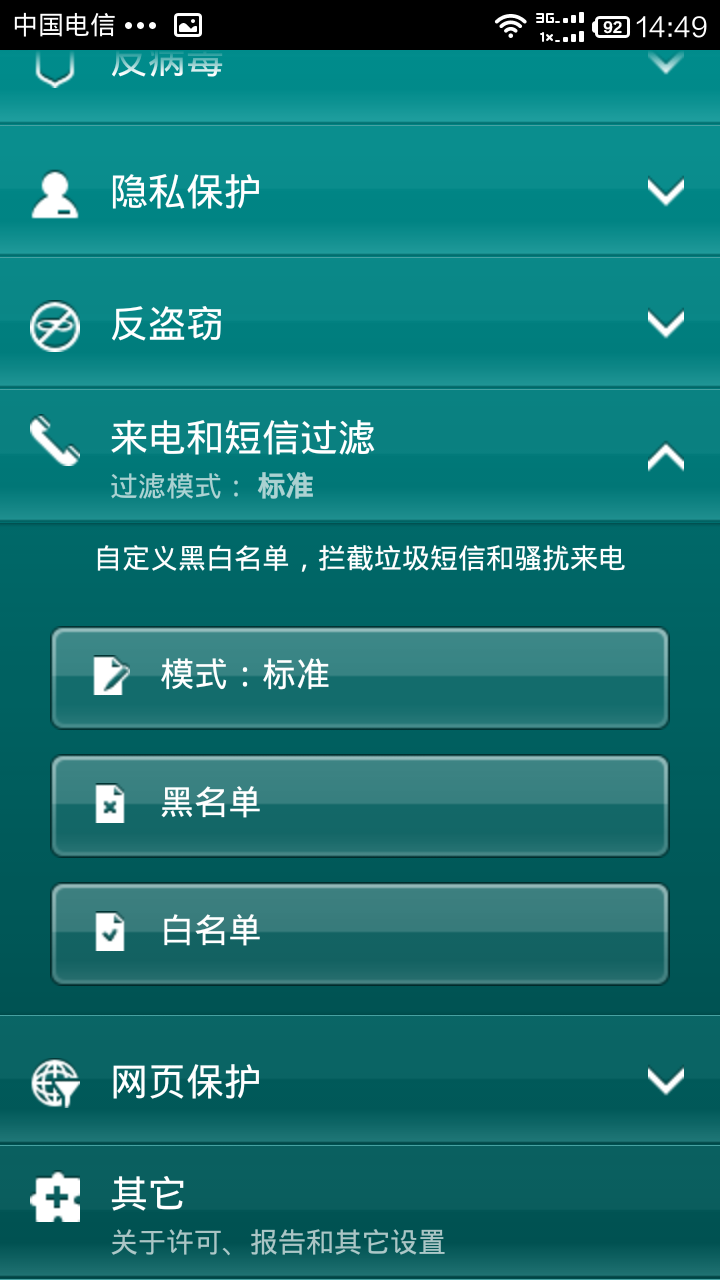 中国电信 ••• 3G 1× 92 14:49
反病毒
隐私保护
反盗窃
来电和短信过滤
过滤模式： 标准
自定义黑白名单，拦截垃圾短信和骚扰来电
模式：标准
黑名单
白名单
网页保护
其它
关于许可、报告和其它设置